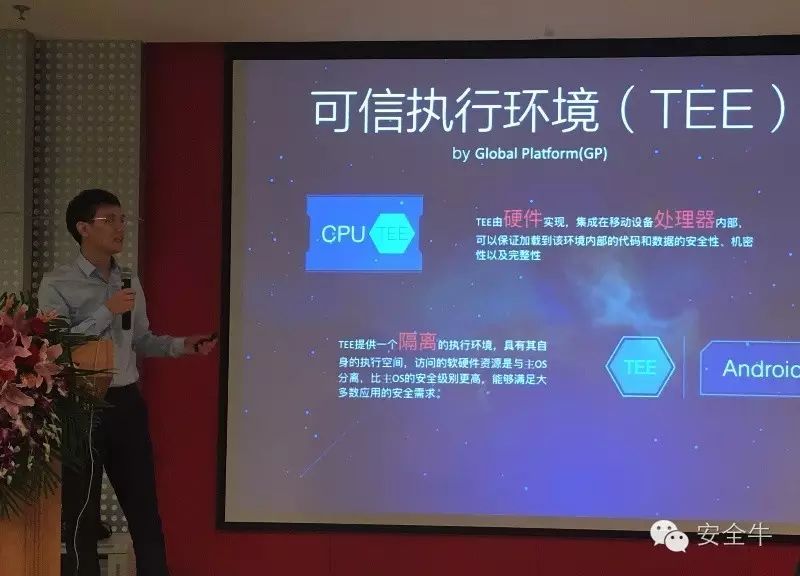 可信执行环境（TEE）
by Global Platform(GP)
CPU TEE
TEE由硬件实现，集成在移动设备处理器内部，
可以保证加载到该环境内部的代码和数据的安全性、机密
性以及完整性
TEE提供一个隔离的执行环境，具有其自
身的执行空间，访问的软硬件资源是与主OS
分离，比主OS的安全级别更高，能够满足大
多数应用的安全需求。
TEE
Android
安全牛